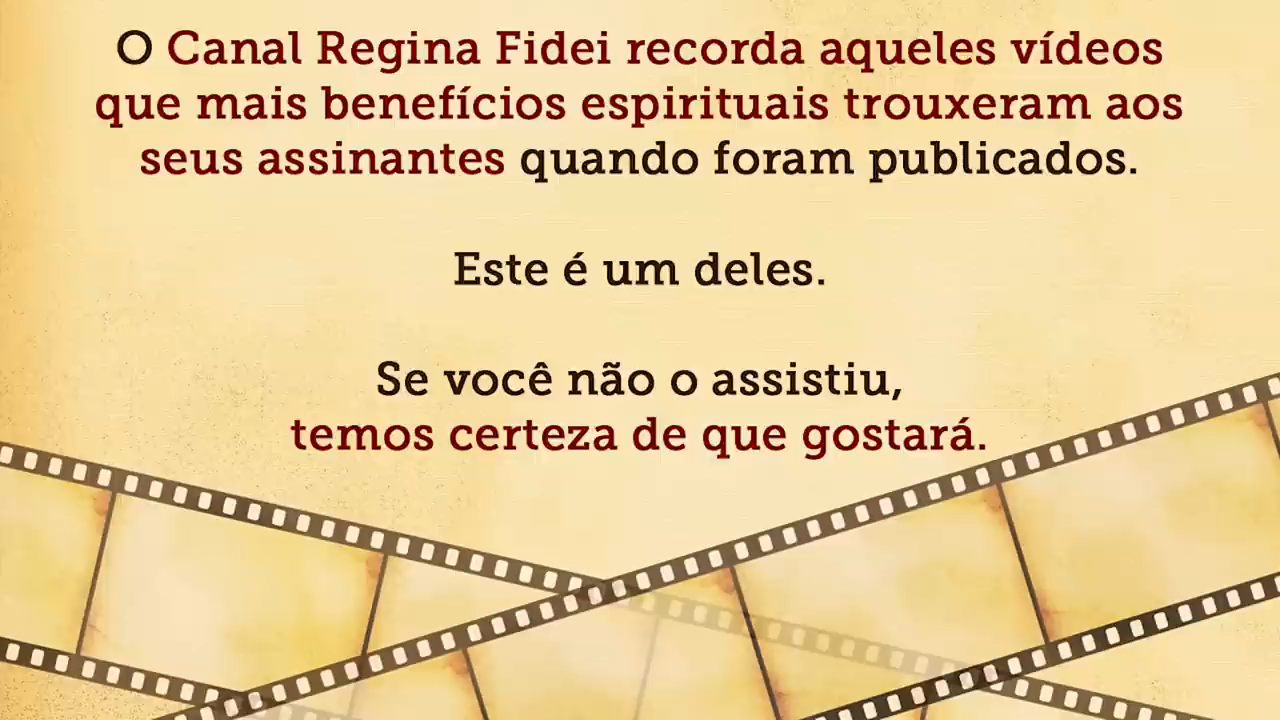 O Canal Regina Fidei recorda aqueles vídeos
que mais benefícios espirituais trouxeram aos
seus assinantes quando foram publicados.
Este é um deles.
Se você não o assistiu,
temos certeza de que gostará.